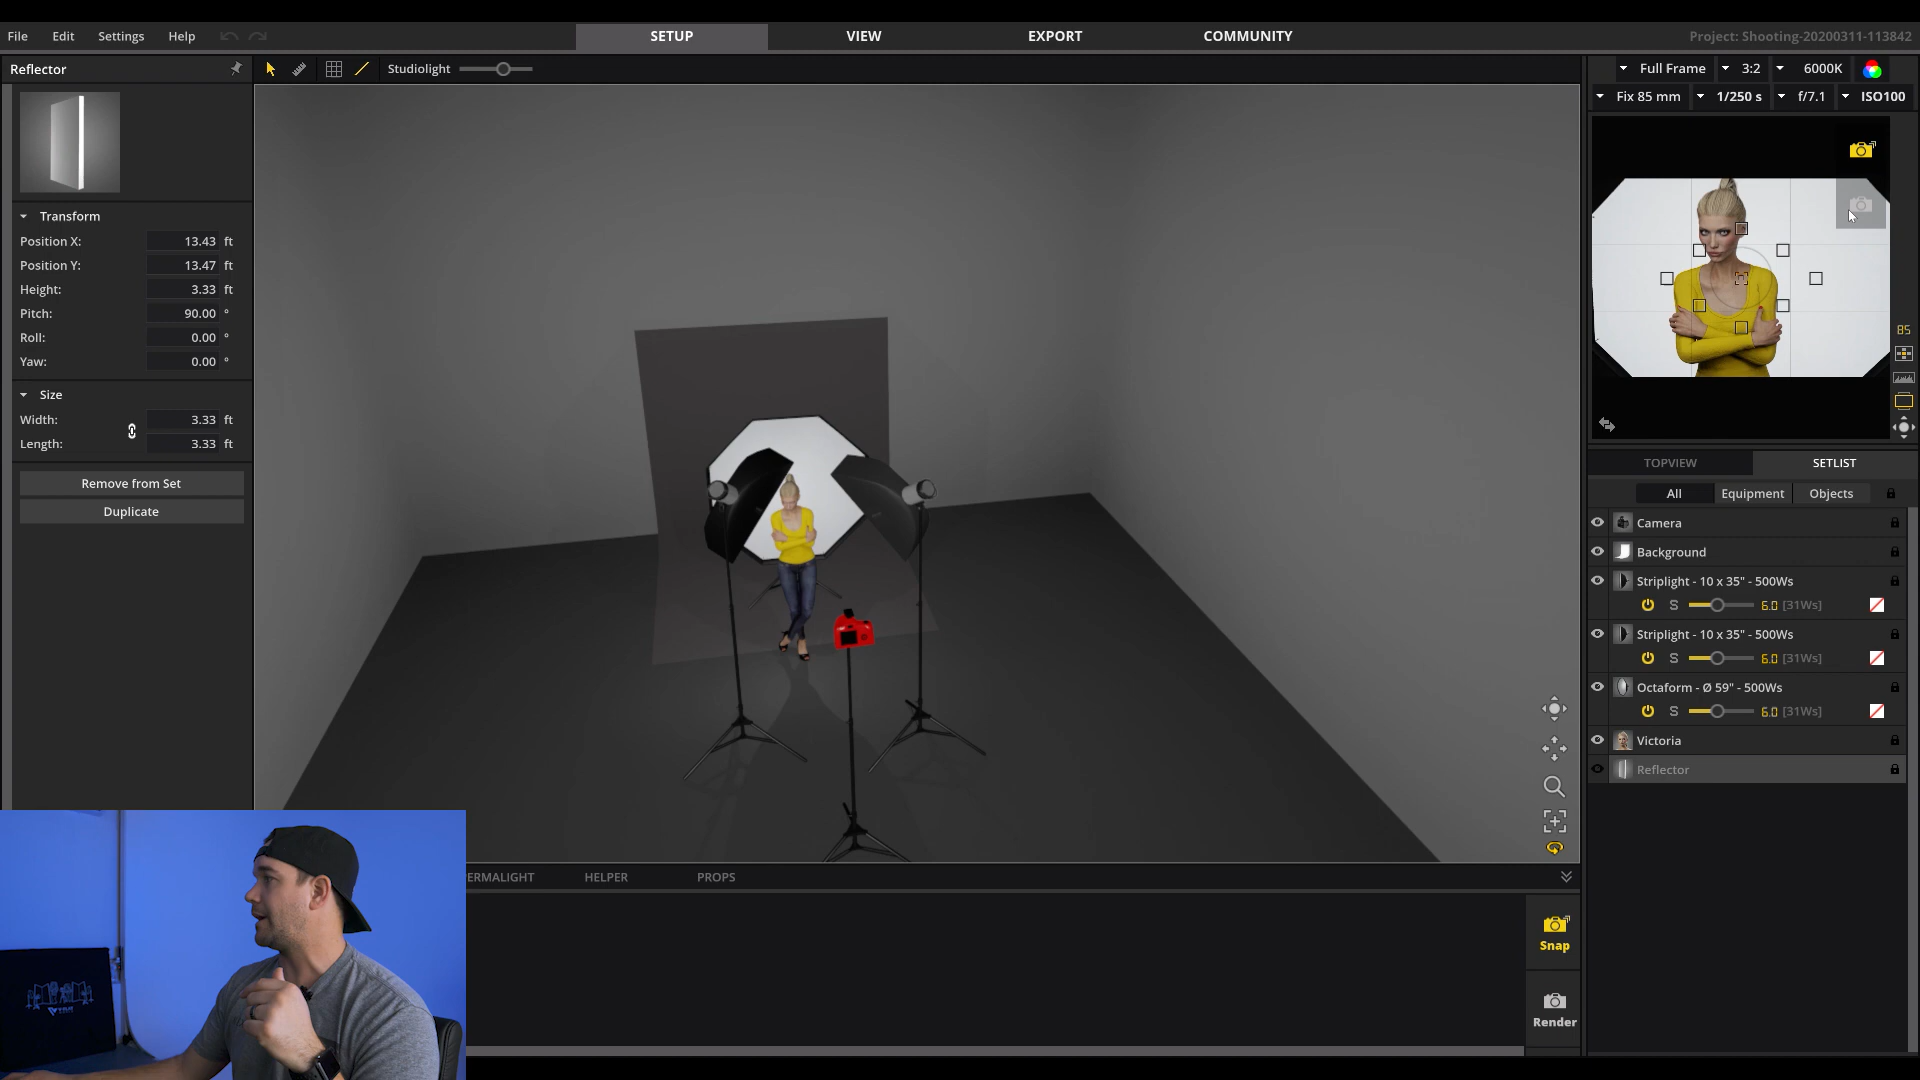 File Edit Settings Help
SETUP VIEW EXPORT COMMUNITY
Project: Shooting-20200311-113842
Reflector
Studiolight
Full Frame 3:2 6000K
Fix 85 mm 1/250 s f/7.1 ISO100
Transform
Position X: 13.43 ft
Position Y: 13.47 ft
Height: 3.33 ft
Pitch: 90.00 °
Roll: 0.00 °
Yaw: 0.00 °
Size
Width: 3.33 ft
Length: 3.33 ft
Remove from Set
Duplicate
85
TOPVIEW SETLIST
All Equipment Objects
Camera
Background
Striplight - 10 x 35" - 500Ws
S 6.0 [31Ws]
Striplight - 10 x 35" - 500Ws
S 6.0 [31Ws]
Octaform - Ø 59" - 500Ws
S 6.0 [31Ws]
Victoria
Reflector
ERMALIGHT HELPER PROPS
Snap
Render